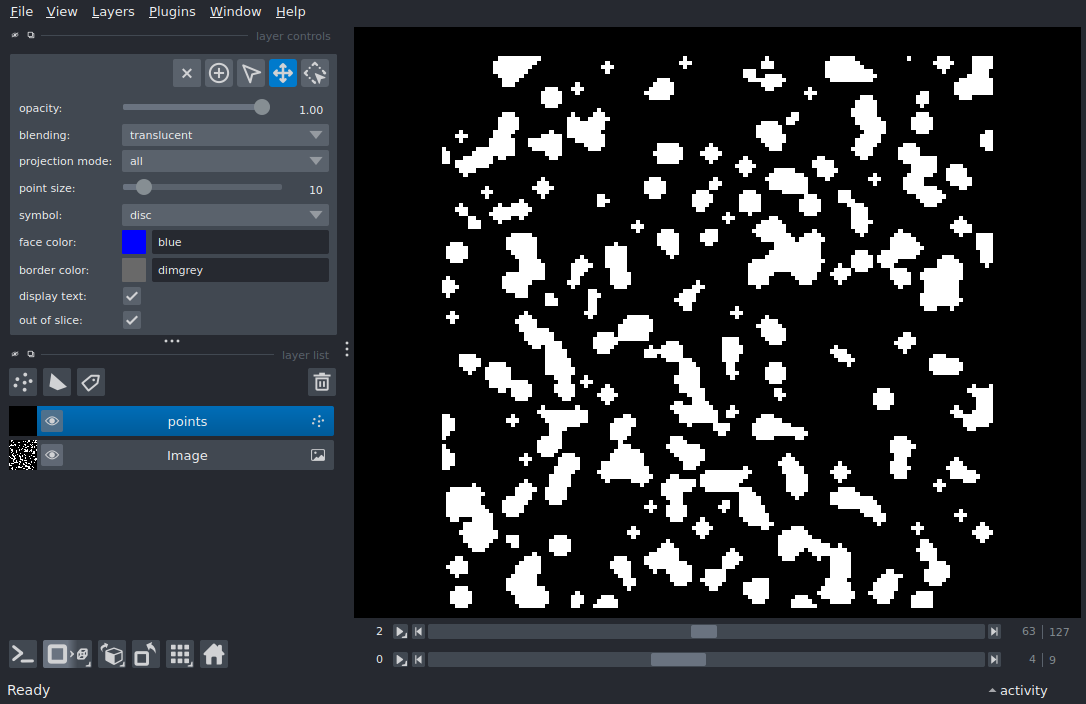 File View Layers Plugins Window Help
layer controls
opacity: 1.00
blending: translucent
projection mode: all
point size: 10
symbol: disc
face color: blue
border color: dimgrey
display text:
out of slice:
layer list
points
Image
2 63 127
0 4 9
Ready activity